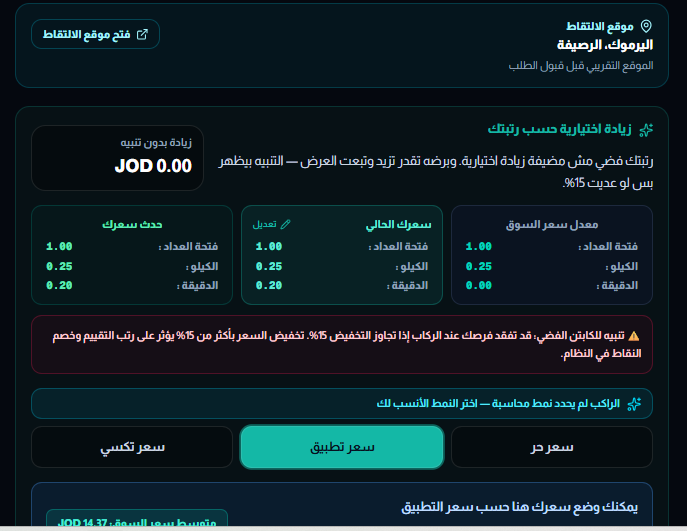 موقع الالتقاط
اليرموك، الرصيفة
الموقع التقريبي قبل قبول الطلب
فتح موقع الالتقاط
زيادة اختيارية حسب رتبتك
رتبتك فضي مش مضيفة زيادة اختيارية. وبرضه تقدر تزيد وتبعت العرض — التنبيه بيظهر
بس لو عديت 15%.
زيادة بدون تنبيه
JOD 0.00
معدل سعر السوق
فتحة العداد : 1.00
الكيلو : 0.25
الدقيقة : 0.00
سعرك الحالي
تعديل
فتحة العداد : 1.00
الكيلو : 0.25
الدقيقة : 0.20
حدث سعرك
فتحة العداد : 1.00
الكيلو : 0.25
الدقيقة : 0.20
⚠️ تنبيه للكابتن الفضي: قد تفقد فرصك عند الركاب إذا تجاوز التخفيض 15%. تخفيض السعر بأكثر من 15% يؤثر على رتب التقييم وخصم
النقاط في النظام.
الراكب لم يحدد نمط محاسبة — اختر النمط الأنسب لك
سعر حر
سعر تطبيق
سعر تكسي
يمكنك وضع سعرك هنا حسب سعر التطبيق
متوسط سعر السوق: JOD 14.37